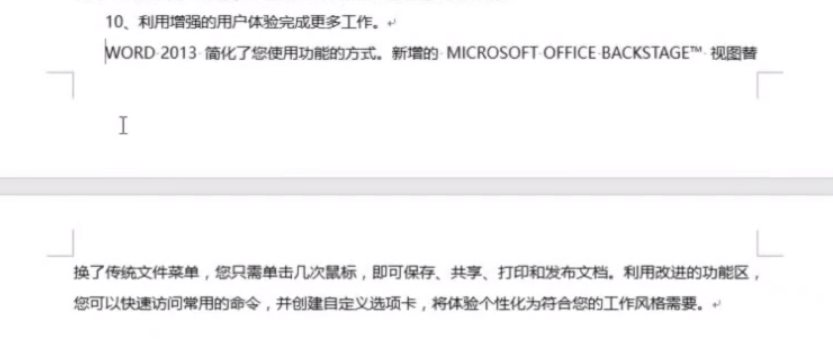 10、利用增强的用户体验完成更多工作。
WORD 2013 简化了您使用功能的方式。新增的 MICROSOFT OFFICE BACKSTAGE™ 视图替
换了传统文件菜单，您只需单击几次鼠标，即可保存、共享、打印和发布文档。利用改进的功能区，
您可以快速访问常用的命令，并创建自定义选项卡，将体验个性化为符合您的工作风格需要。